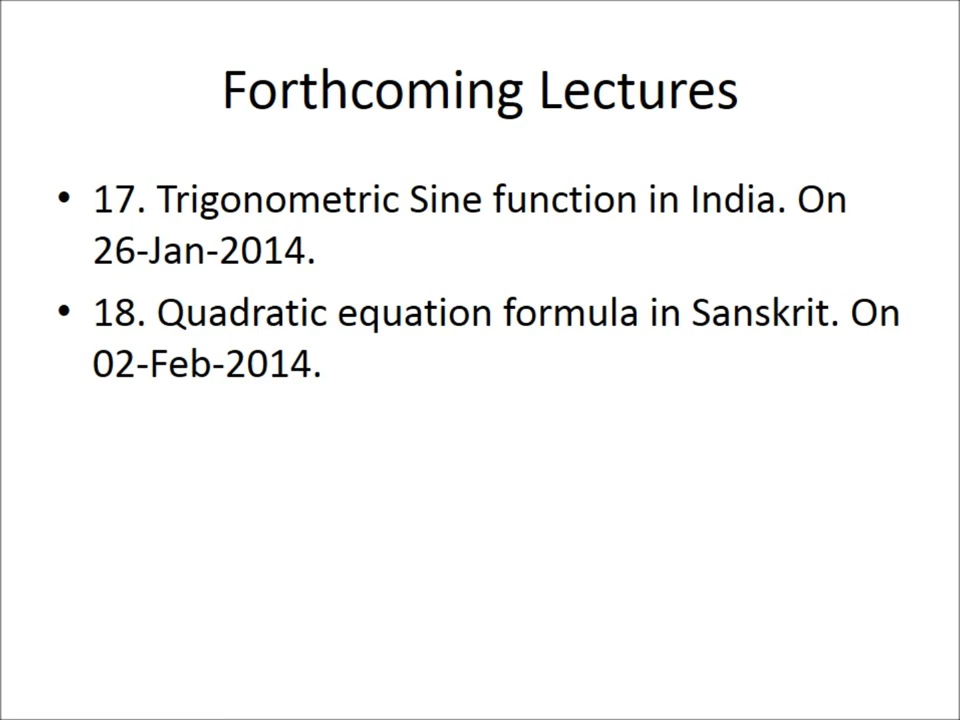 Forthcoming Lectures
• 17. Trigonometric Sine function in India. On
26-Jan-2014.
• 18. Quadratic equation formula in Sanskrit. On
02-Feb-2014.